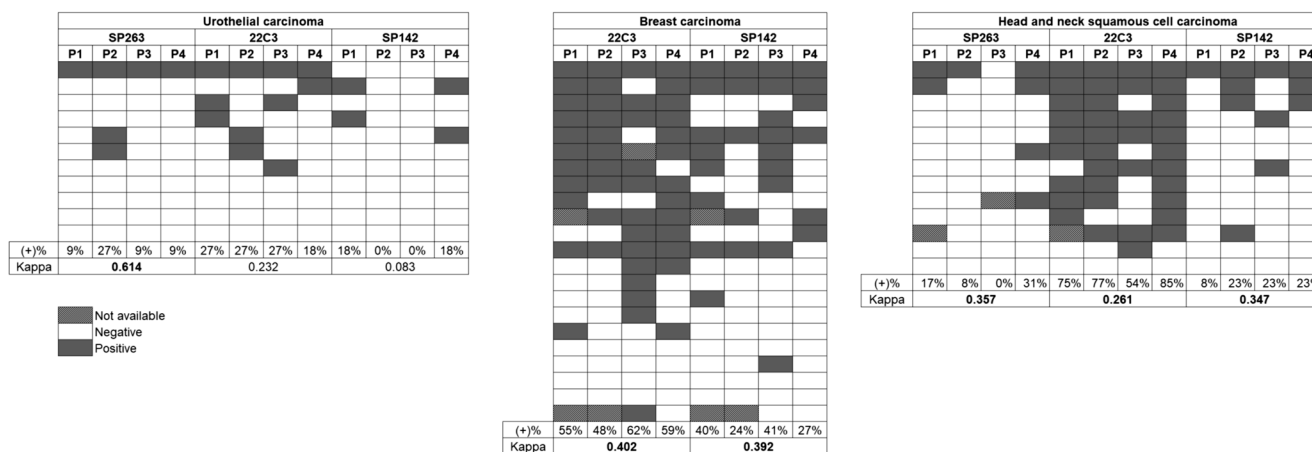 Urothelial carcinoma
SP263 22C3 SP142
P1 P2 P3 P4 P1 P2 P3 P4 P1 P2 P3 P4
(+)% 9% 27% 9% 9% 27% 27% 27% 18% 18% 0% 0% 18%
Kappa 0.614 0.232 0.083
Not available
Negative
Positive
Breast carcinoma
22C3 SP142
P1 P2 P3 P4 P1 P2 P3 P4
(+)% 55% 48% 62% 59% 40% 24% 41% 27%
Kappa 0.402 0.392
Head and neck squamous cell carcinoma
SP263 22C3 SP142
P1 P2 P3 P4 P1 P2 P3 P4 P1 P2 P3 P4
(+)% 17% 8% 0% 31% 75% 77% 54% 85% 8% 23% 23% 23%
Kappa 0.357 0.261 0.347